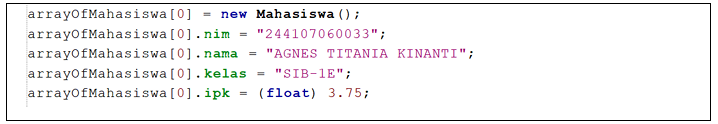 arrayOfMahasiswa[0] = new Mahasiswa();
arrayOfMahasiswa[0].nim = "244107060033";
arrayOfMahasiswa[0].nama = "AGNES TITANIA KINANTI";
arrayOfMahasiswa[0].kelas = "SIB-1E";
arrayOfMahasiswa[0].ipk = (float) 3.75;